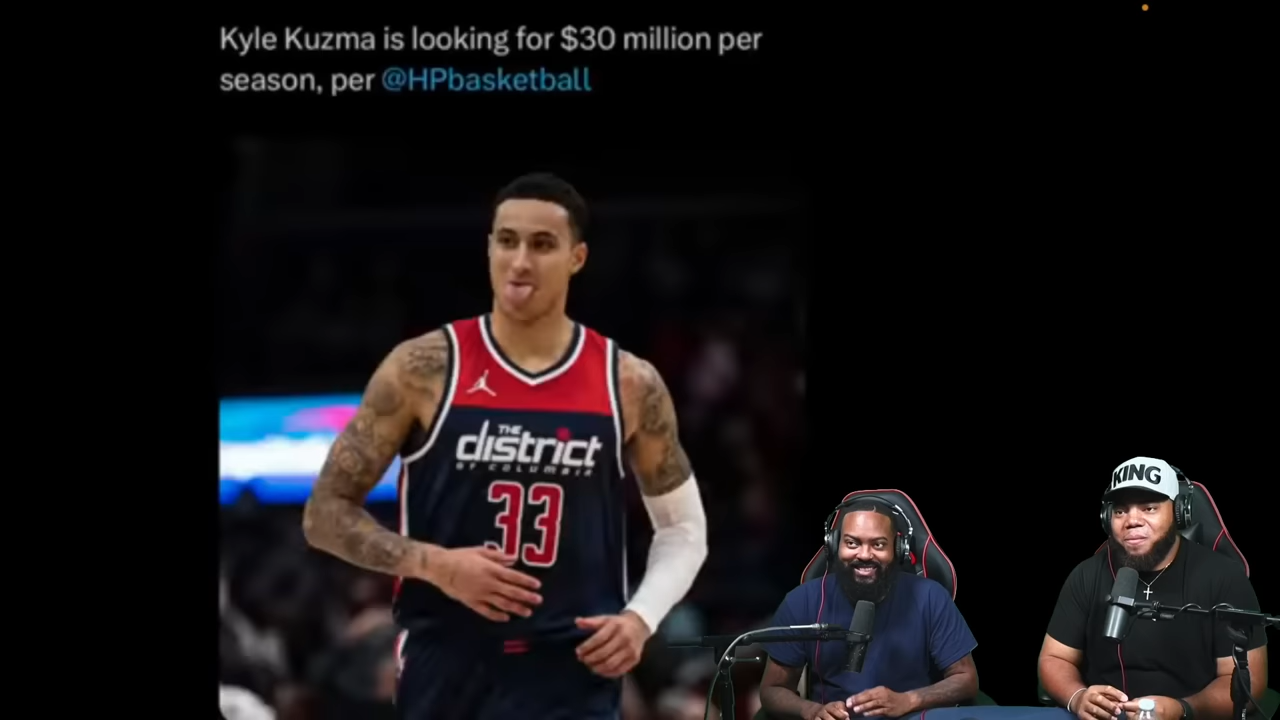 Kyle Kuzma is looking for $30 million per
season, per @HPbasketball
THE
district
OF COLUMBIA
33
KING